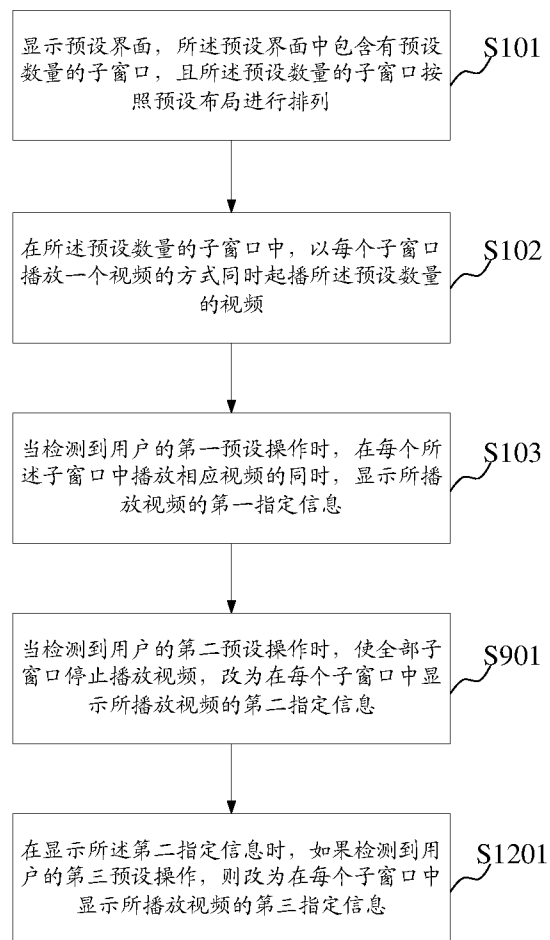 显示预设界面，所述预设界面中包含有预设
数量的子窗口，且所述预设数量的子窗口按
照预设布局进行排列
S101
在所述预设数量的子窗口中，以每个子窗口
播放一个视频的方式同时起播所述预设数量
的视频
S102
当检测到用户的第一预设操作时，在每个所
述子窗口中播放相应视频的同时，显示所播
放视频的第一指定信息
S103
当检测到用户的第二预设操作时，使全部子
窗口停止播放视频，改为在每个子窗口中显
示所播放视频的第二指定信息
S901
在显示所述第二指定信息时，如果检测到用
户的第三预设操作，则改为在每个子窗口中
显示所播放视频的第三指定信息
S1201